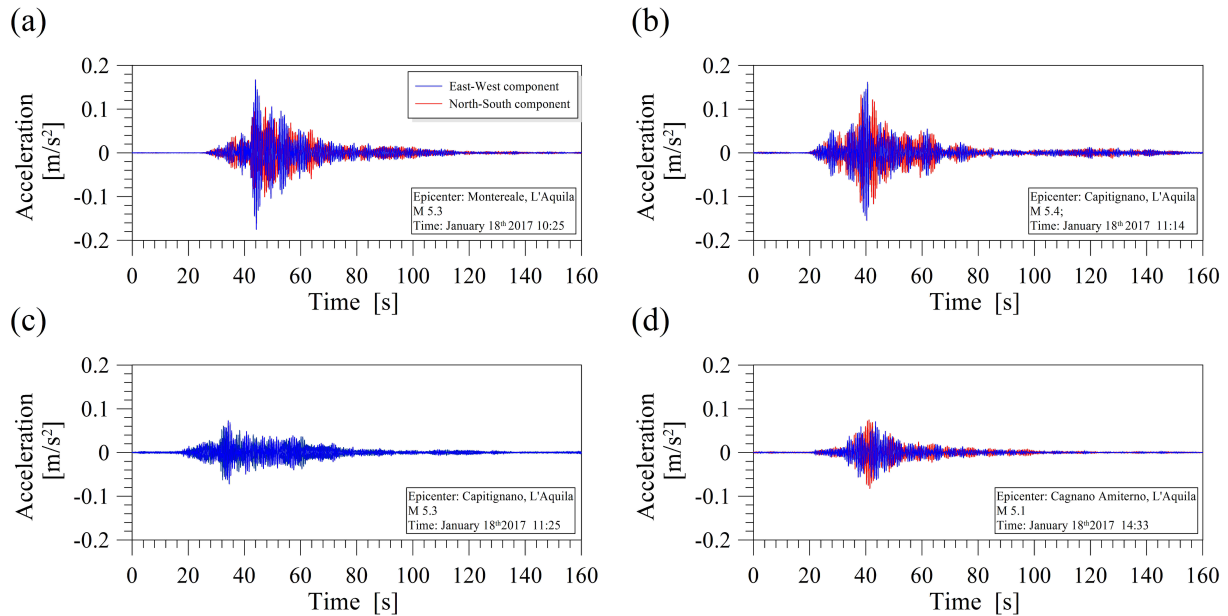 (a)
Acceleration
[m/s²]
0.2
0.1
0
-0.1
-0.2
East-West component
North-South component
Epicenter: Montereale, L'Aquila
M 5.3
Time: January 18th 2017 10:25
0 20 40 60 80 100 120 140 160
Time [s]
(b)
Acceleration
[m/s²]
0.2
0.1
0
-0.1
-0.2
Epicenter: Capitignano, L'Aquila
M 5.4;
Time: January 18th 2017 11:14
0 20 40 60 80 100 120 140 160
Time [s]
(c)
Acceleration
[m/s²]
0.2
0.1
0
-0.1
-0.2
Epicenter: Capitignano, L'Aquila
M 5.3
Time: January 18th2017 11:25
0 20 40 60 80 100 120 140 160
Time [s]
(d)
Acceleration
[m/s²]
0.2
0.1
0
-0.1
-0.2
Epicenter: Cagnano Amiterno, L'Aquila
M 5.1
Time: January 18th2017 14:33
0 20 40 60 80 100 120 140 160
Time [s]